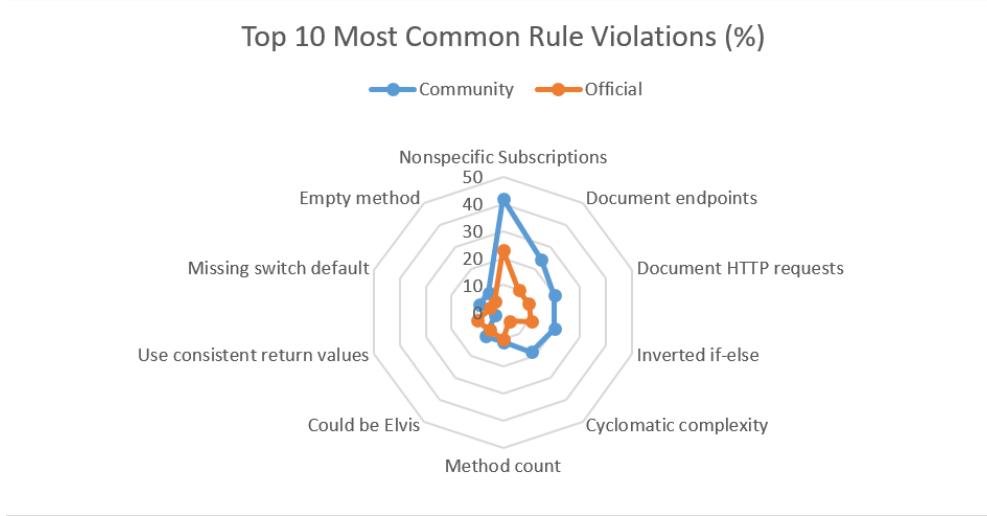 Top 10 Most Common Rule Violations (%)
Community Official
Nonspecific Subscriptions
50
Empty method
40
Document endpoints
30
20
Missing switch default
Document HTTP requests
10
0
Use consistent return values
Inverted if-else
Could be Elvis
Cyclomatic complexity
Method count